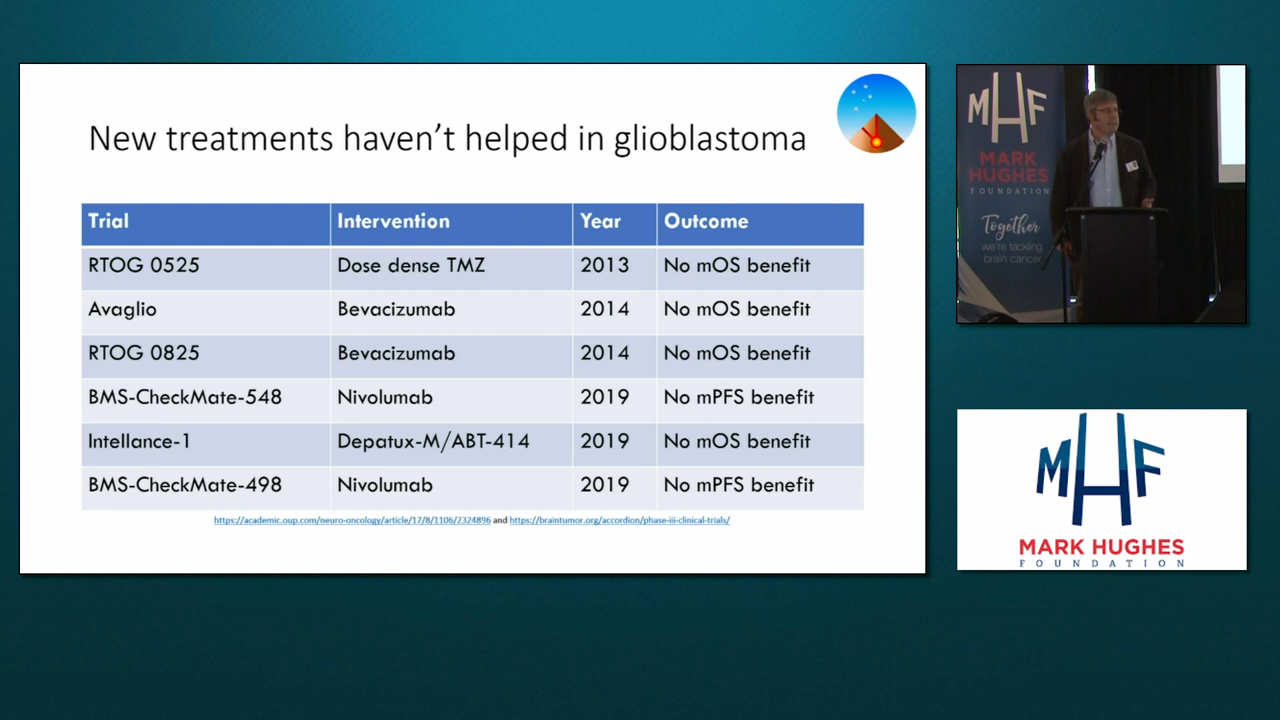 New treatments haven't helped in glioblastoma
Trial Intervention Year Outcome
RTOG 0525 Dose dense TMZ 2013 No mOS benefit
Avaglio Bevacizumab 2014 No mOS benefit
RTOG 0825 Bevacizumab 2014 No mOS benefit
BMS-CheckMate-548 Nivolumab 2019 No mPFS benefit
Intellance-1 Depatux-M/ABT-414 2019 No mOS benefit
BMS-CheckMate-498 Nivolumab 2019 No mPFS benefit
https://academic.oup.com/neuro-oncology/article/17/8/1106/2324896 and https://braintumor.org/accordion/phase-iii-clinical-trials/
MHF
MARK
HUGHES
FOUNDATION
Together
we're tackling
brain cancer
MHF
MARK HUGHES
FOUNDATION